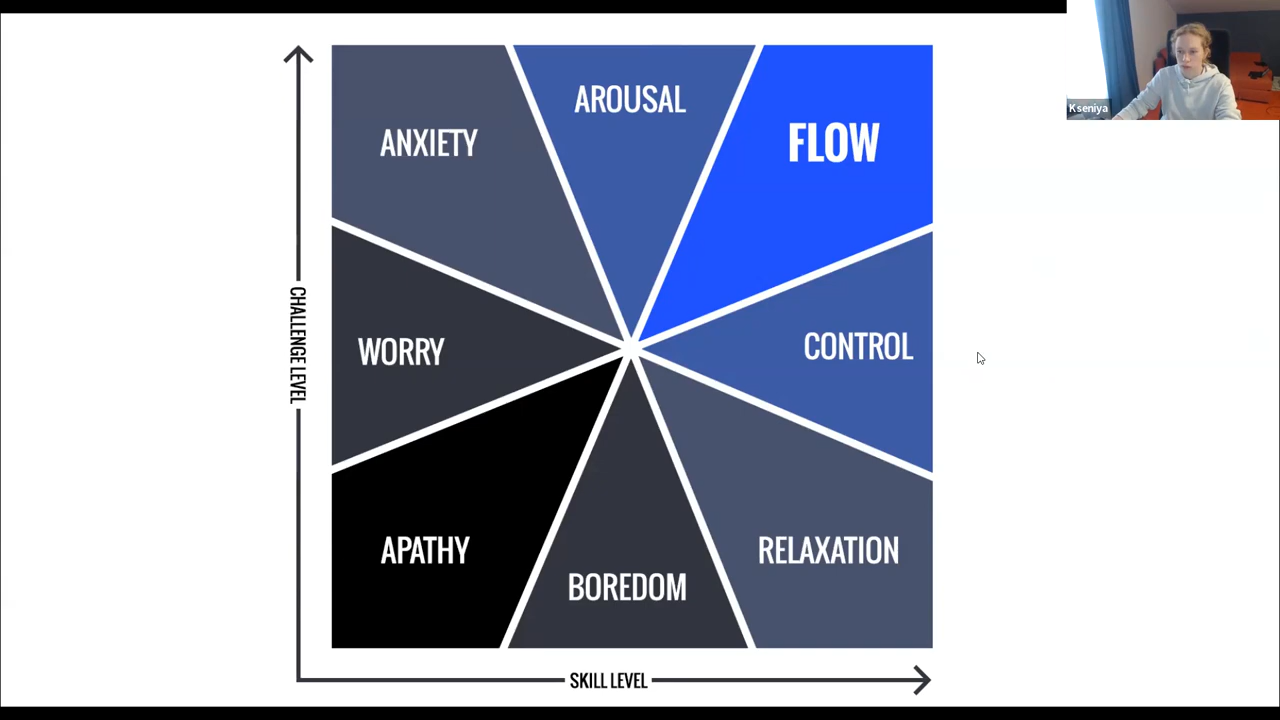 Kseniya
AROUSAL
ANXIETY
FLOW
CHALLENGE LEVEL
WORRY
CONTROL
APATHY
RELAXATION
BOREDOM
SKILL LEVEL